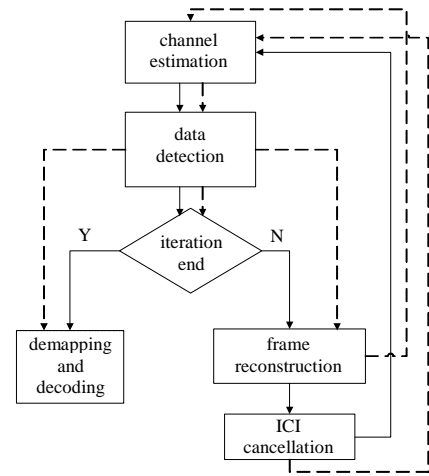 channel
estimation
data
detection
Y
iteration
end
N
demapping
and
decoding
frame
reconstruction
ICI
cancellation